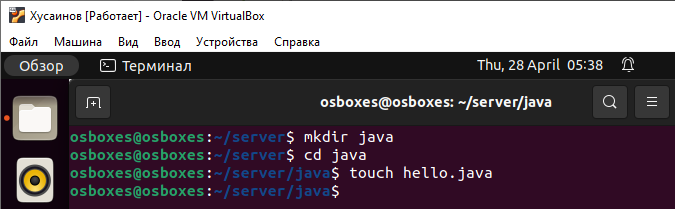 Хусаинов [Работает] - Oracle VM VirtualBox
Файл Машина Вид Ввод Устройства Справка
Обзор Терминал Thu, 28 April 05:38
osboxes@osboxes: ~/server/java
osboxes@osboxes:~/server$ mkdir java
osboxes@osboxes:~/server$ cd java
osboxes@osboxes:~/server/java$ touch hello.java
osboxes@osboxes:~/server/java$